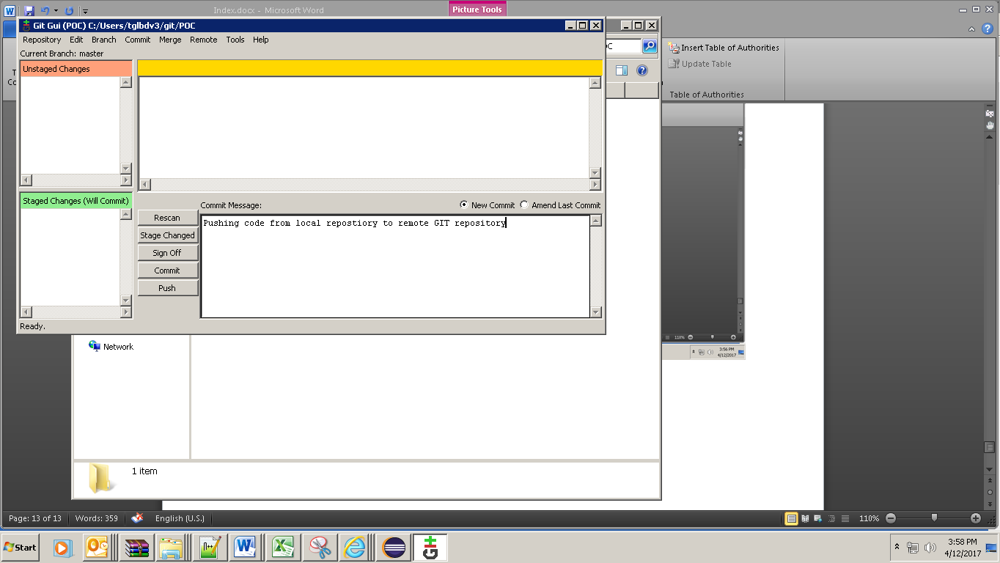 Index.docx - Microsoft Word
Picture Tools
Git Gui (POC) C:/Users/tglbdv3/git/POC
Repository Edit Branch Commit Merge Remote Tools Help
Current Branch: master
Unstaged Changes
Staged Changes (Will Commit)
Commit Message:
New Commit
Amend Last Commit
Rescan
Stage Changed
Sign Off
Commit
Push
Pushing code from local repostiory to remote GIT repository
Ready.
Insert Table of Authorities
Update Table
Table of Authorities
110%
3:56 PM
4/12/2017
Network
1 item
Page: 13 of 13
Words: 359
English (U.S.)
110%
Start
3:58 PM
4/12/2017